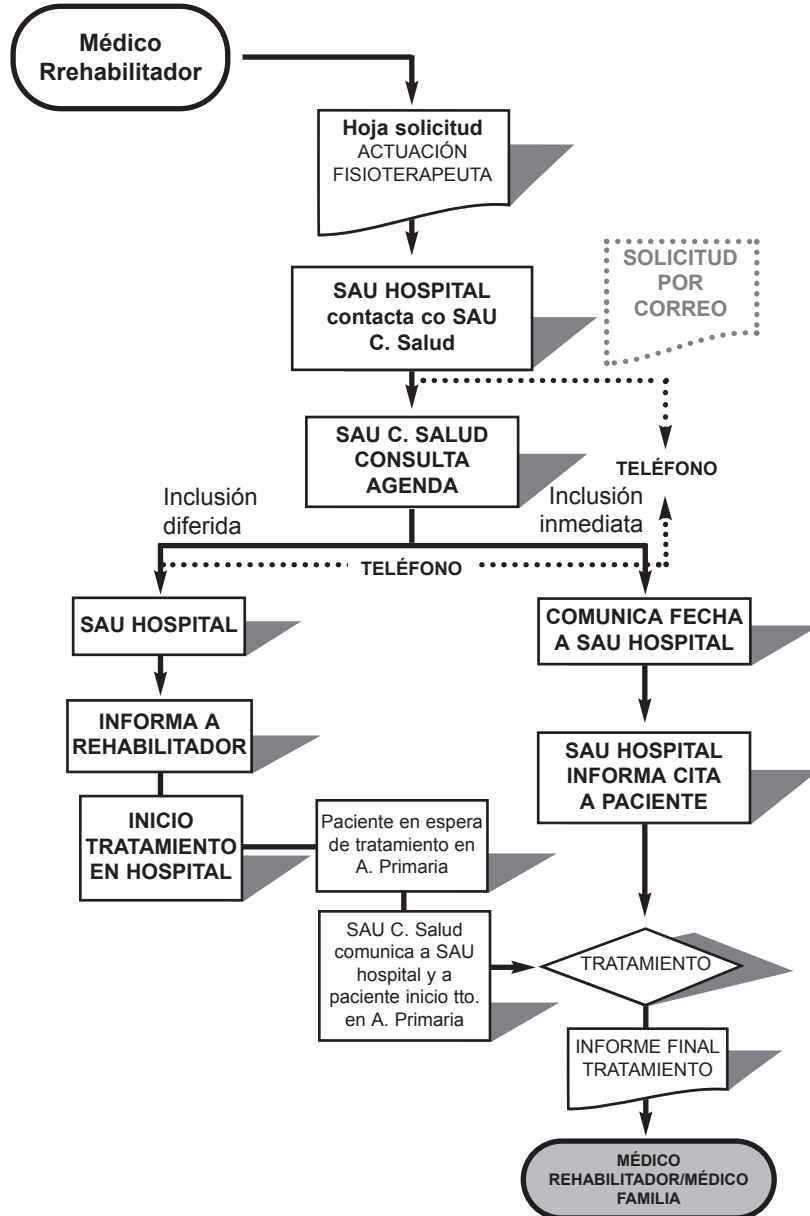 Médico
Rrehabilitador
Hoja solicitud
ACTUACIÓN
FISIOTERAPEUTA
SAU HOSPITAL
contacta co SAU
C. Salud
SOLICITUD
POR
CORREO
SAU C. SALUD
CONSULTA
AGENDA
TELÉFONO
Inclusión
diferida
Inclusión
inmediata
TELÉFONO
SAU HOSPITAL
COMUNICA FECHA
A SAU HOSPITAL
INFORMA A
REHABILITADOR
SAU HOSPITAL
INFORMA CITA
A PACIENTE
INICIO
TRATAMIENTO
EN HOSPITAL
Paciente en espera
de tratamiento en
A. Primaria
SAU C. Salud
comunica a SAU
hospital y a
paciente inicio tto.
en A. Primaria
TRATAMIENTO
INFORME FINAL
TRATAMIENTO
MÉDICO
REHABILITADOR/MÉDICO
FAMILIA